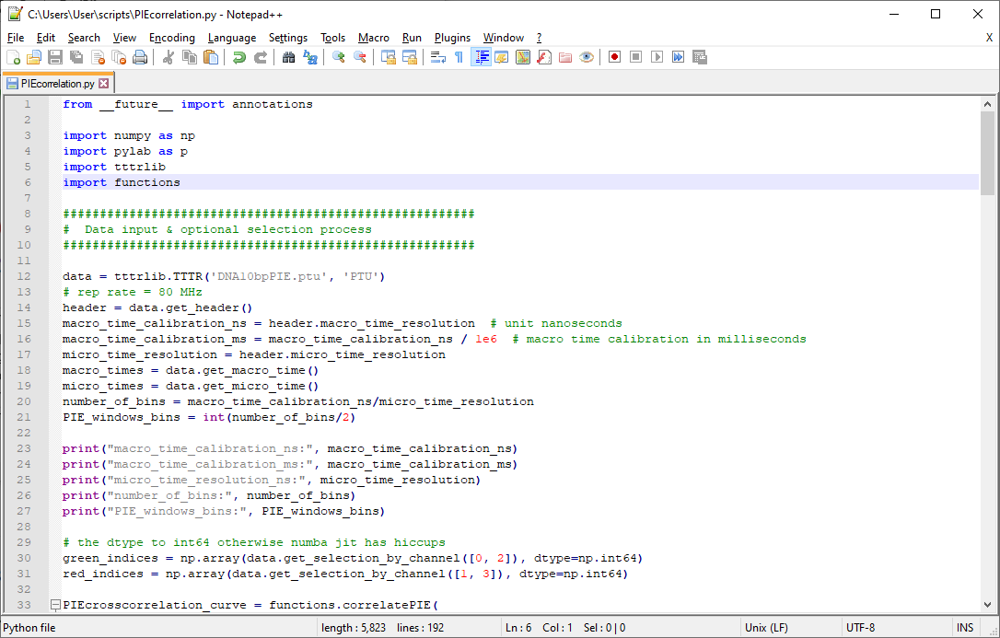 C:\Users\User\scripts\PIEcorrelation.py - Notepad++
File Edit Search View Encoding Language Settings Tools Macro Run Plugins Window ? X
PIEcorrelation.py
1 from __future__ import annotations
2
3 import numpy as np
4 import pylab as p
5 import tttrlib
6 import functions
7
8 ########################################################
9 #  Data input & optional selection process
10 ########################################################
11
12 data = tttrlib.TTTR('DNA10bpPIE.ptu', 'PTU')
13 # rep rate = 80 MHz
14 header = data.get_header()
15 macro_time_calibration_ns = header.macro_time_resolution  # unit nanoseconds
16 macro_time_calibration_ms = macro_time_calibration_ns / 1e6  # macro time calibration in milliseconds
17 micro_time_resolution = header.micro_time_resolution
18 macro_times = data.get_macro_time()
19 micro_times = data.get_micro_time()
20 number_of_bins = macro_time_calibration_ns/micro_time_resolution
21 PIE_windows_bins = int(number_of_bins/2)
22
23 print("macro_time_calibration_ns:", macro_time_calibration_ns)
24 print("macro_time_calibration_ms:", macro_time_calibration_ms)
25 print("micro_time_resolution_ns:", micro_time_resolution)
26 print("number_of_bins:", number_of_bins)
27 print("PIE_windows_bins:", PIE_windows_bins)
28
29 # the dtype to int64 otherwise numba jit has hiccups
30 green_indices = np.array(data.get_selection_by_channel([0, 2]), dtype=np.int64)
31 red_indices = np.array(data.get_selection_by_channel([1, 3]), dtype=np.int64)
32
33 PIEcrosscorrelation_curve = functions.correlatePIE(
Python file length : 5,823 lines : 192 Ln : 6 Col : 1 Sel : 0 | 0 Unix (LF) UTF-8 INS